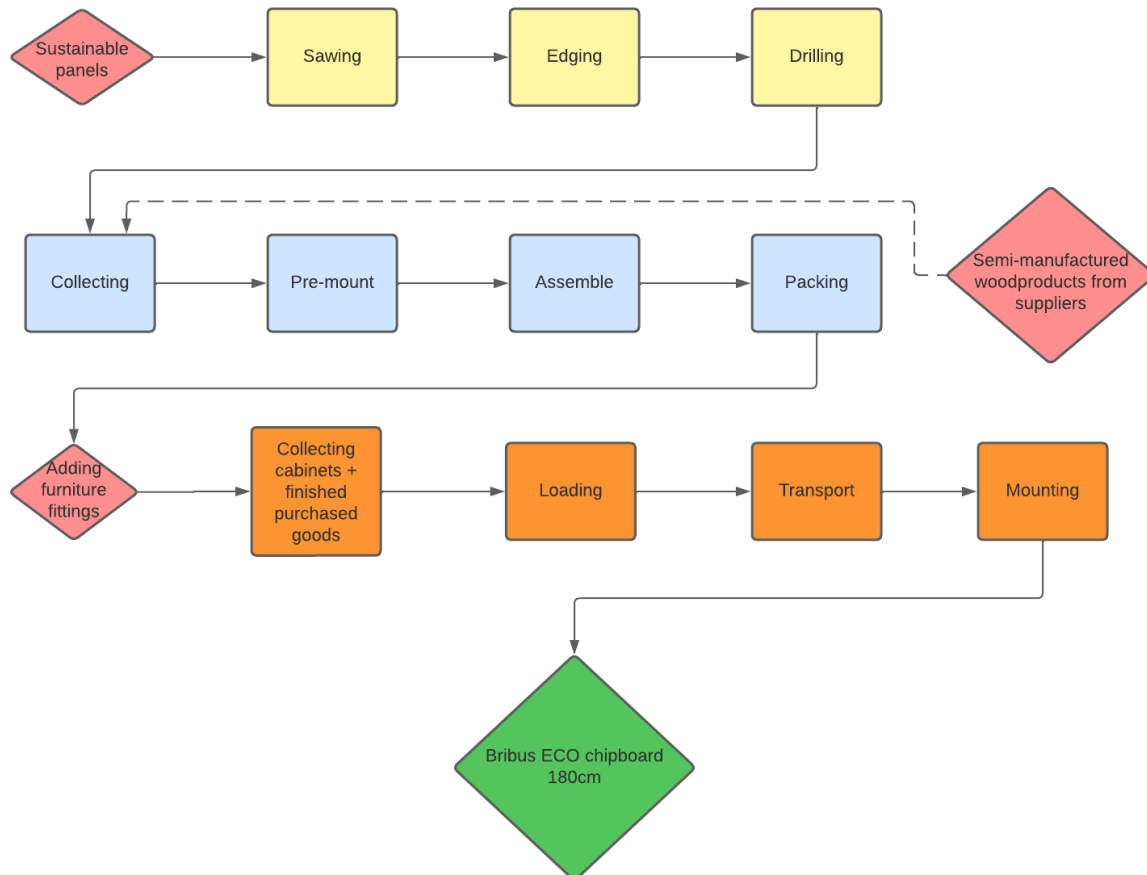 Sustainable
panels
Sawing
Edging
Drilling
Collecting
Pre-mount
Assemble
Packing
Semi-manufactured
woodproducts from
suppliers
Adding
furniture
fittings
Collecting
cabinets +
finished
purchased
goods
Loading
Transport
Mounting
Bribus ECO chipboard
180cm